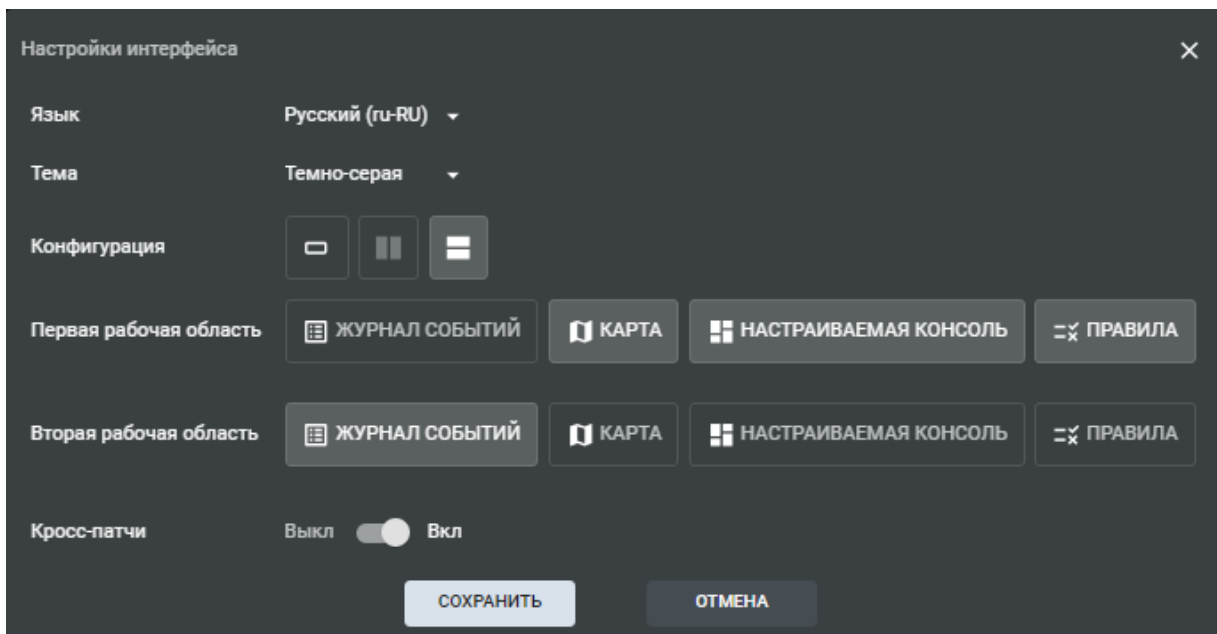 Настройки интерфейса
Язык Русский (ru-RU)
Тема Темно-серая
Конфигурация
Первая рабочая область ЖУРНАЛ СОБЫТИЙ КАРТА НАСТРАИВАЕМАЯ КОНСОЛЬ ПРАВИЛА
Вторая рабочая область ЖУРНАЛ СОБЫТИЙ КАРТА НАСТРАИВАЕМАЯ КОНСОЛЬ ПРАВИЛА
Кросс-патчи Выкл Вкл
СОХРАНИТЬ ОТМЕНА